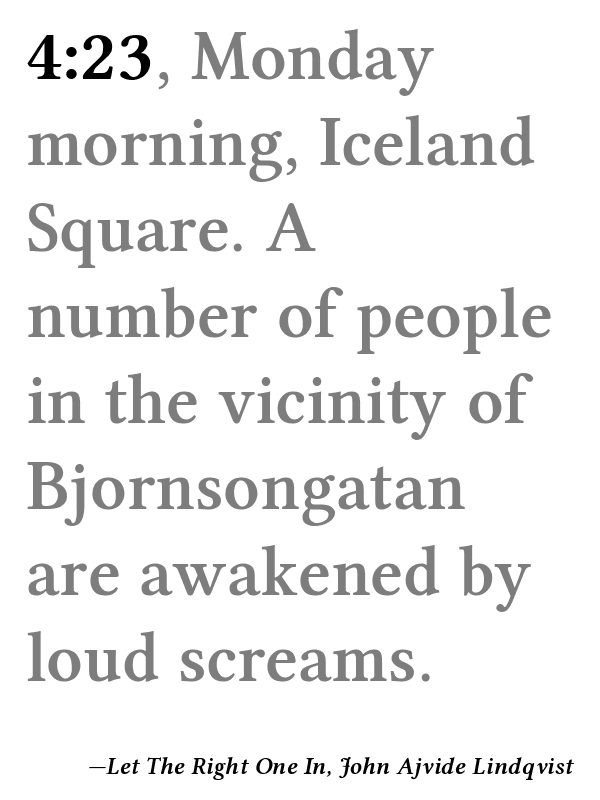 4:23, Monday
morning, Iceland
Square. A
number of people
in the vicinity of
Bjornsongatan
are awakened by
loud screams.
—Let The Right One In, John Ajvide Lindqvist